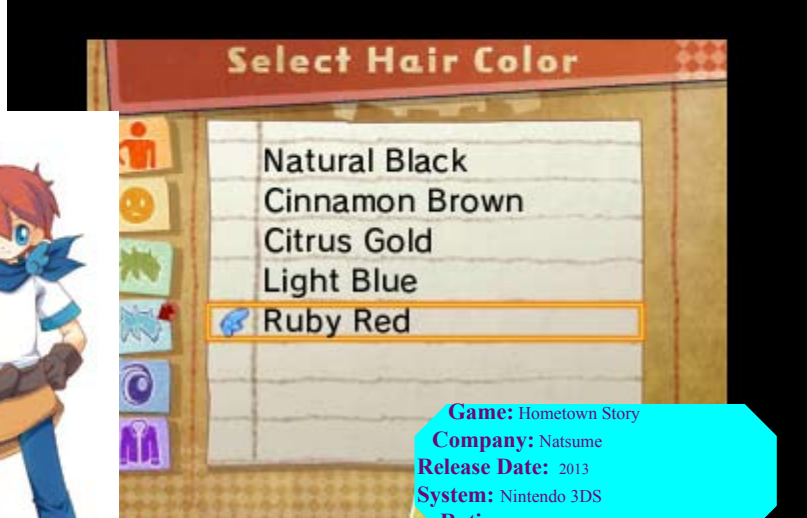 Select Hair Color
Natural Black
Cinnamon Brown
Citrus Gold
Light Blue
Ruby Red
Game: Hometown Story
Company: Natsume
Release Date: 2013
System: Nintendo 3DS